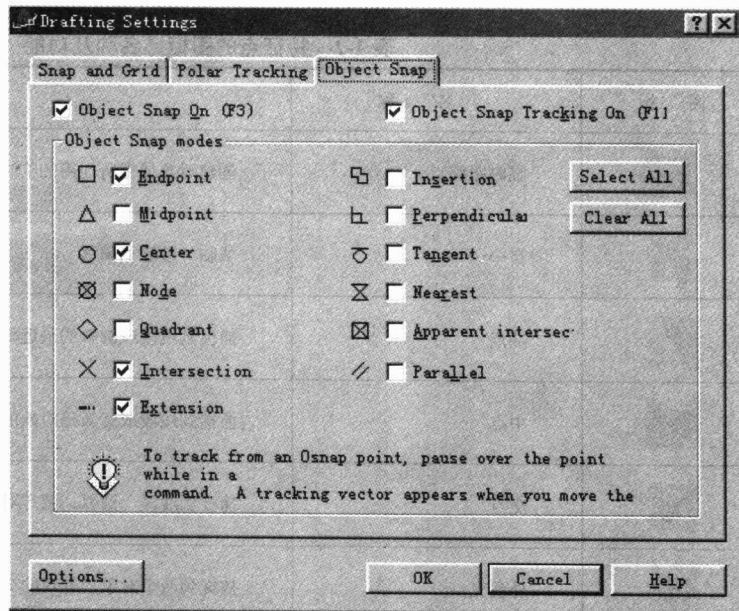 Drafting Settings
Snap and Grid Polar Tracking Object Snap
Object Snap On (F3) Object Snap Tracking On (F11
Object Snap modes
Endpoint Insertion Select All
Midpoint Perpendicular Clear All
Center Tangent
Node Nearest
Quadrant Apparent intersec
Intersection Parallel
Extension
To track from an Osnap point, pause over the point
while in a
command. A tracking vector appears when you move the
Options... OK Cancel Help